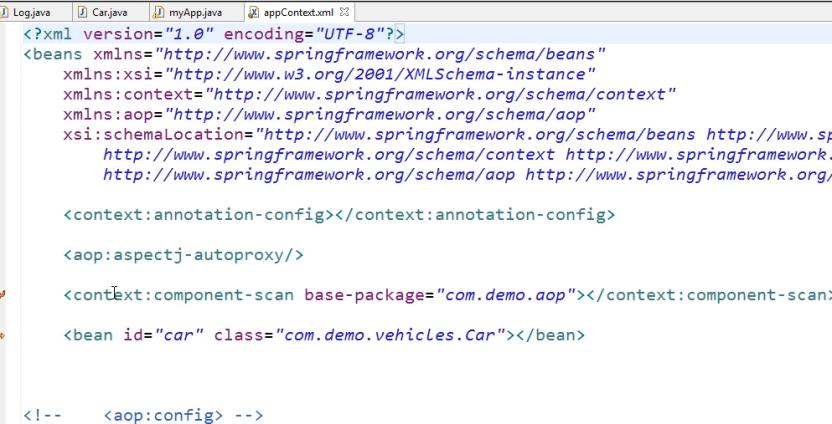 Log.java Car.java myApp.java appContext.xml
<?xml version="1.0" encoding="UTF-8"?>
<beans xmlns="http://www.springframework.org/schema/beans"
xmlns:xsi="http://www.w3.org/2001/XMLSchema-instance"
xmlns:context="http://www.springframework.org/schema/context"
xmlns:aop="http://www.springframework.org/schema/aop"
xsi:schemaLocation="http://www.springframework.org/schema/beans http://www.sp
http://www.springframework.org/schema/context http://www.springframework.
http://www.springframework.org/schema/aop http://www.springframework.org/
<context:annotation-config></context:annotation-config>
<aop:aspectj-autoproxy/>
<context:component-scan base-package="com.demo.aop"></context:component-scan>
<bean id="car" class="com.demo.vehicles.Car"></bean>
<!-- <aop:config> -->